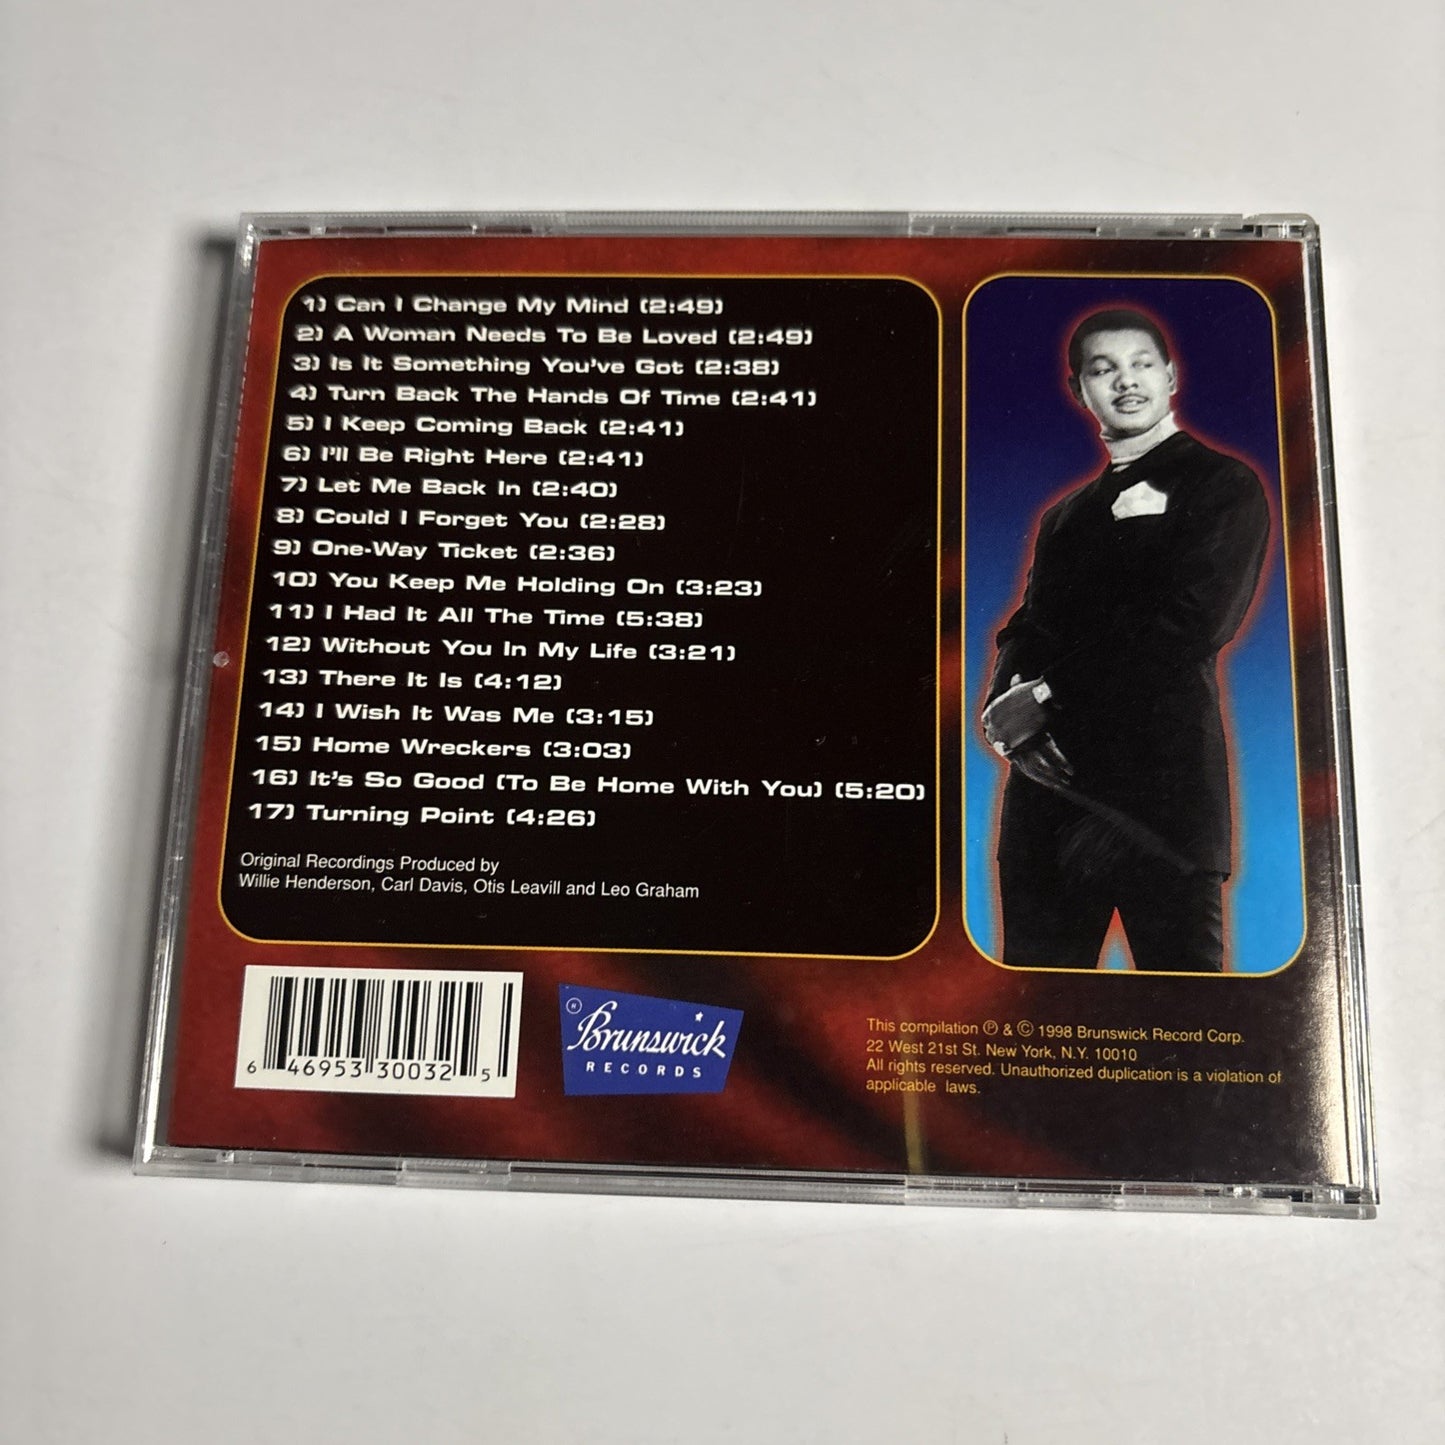 1) Can I Change My Mind (2:49)
2) A Woman Needs To Be Loved (2:49)
3) Is It Something You've Got (2:38)
4) Turn Back The Hands Of Time (2:41)
5) I Keep Coming Back (2:41)
6) I'll Be Right Here (2:41)
7) Let Me Back In (2:40)
8) Could I Forget You (2:28)
9) One-Way Ticket (2:36)
10) You Keep Me Holding On (3:23)
11) I Had It All The Time (5:38)
12) Without You In My Life (3:21)
13) There It Is (4:12)
14) I Wish It Was Me (3:15)
15) Home Wreckers (3:03)
16) It's So Good (To Be Home With You) (5:20)
17) Turning Point (4:26)
Original Recordings Produced by
Willie Henderson, Carl Davis, Otis Leavill and Leo Graham
6 46953 30032 5
® Brunswick
RECORDS
This compilation ℗ & © 1998 Brunswick Record Corp.
22 West 21st St. New York, N.Y. 10010
All rights reserved. Unauthorized duplication is a violation of
applicable laws.